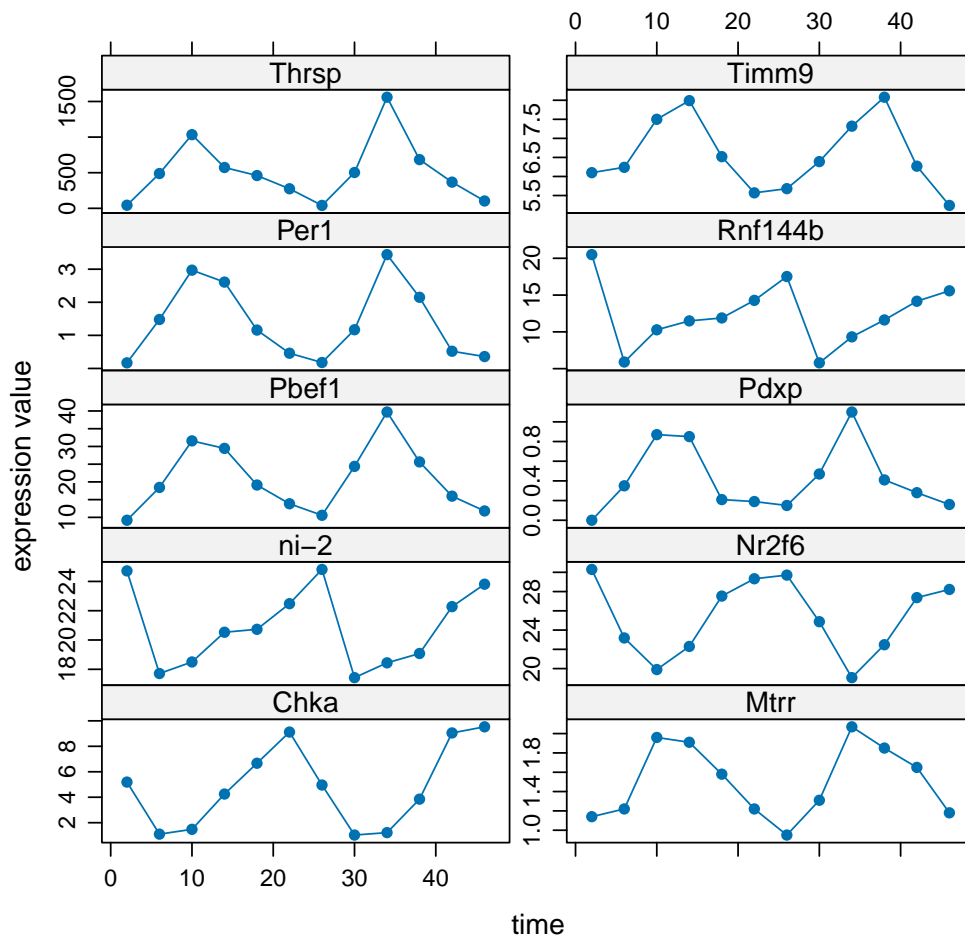 0 10 20 30 40
Thrsp
0 500 1500
Timm9
5.5 6.5 7.5
Per1
1 2 3
Rnf144b
10 15 20
Pbef1
10 20 30 40
Pdxp
0.0 0.4 0.8
ni−2
18 20 22 24
Nr2f6
20 24 28
Chka
2 4 6 8
Mtrr
1.0 1.4 1.8
0 10 20 30 40
expression value
time